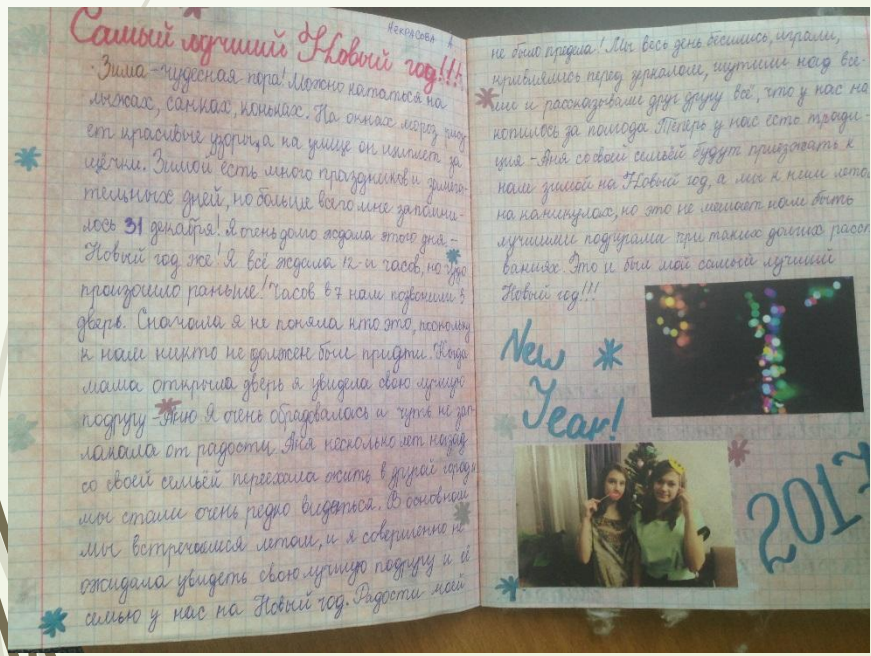 Некрасова А
Самый лучший Новый год!!!
Зима – чудесная пора! Можно кататься на
лыжах, санках, коньках. На окнах мороз рису
ет красивые узоры, а на улице он щиплет за
щёчки. Зимой есть много праздников и замеча-
тельных дней, но больше всего мне запомни-
лось 31 декабря! Я очень долго ждала этого дня –
Новый год же! Я всё ждала 12-и часов, но чудо
произошло раньше! Часов в 7 нам позвонили в
дверь. Сначала я не поняла кто это, поскольку
к нам никто не должен был придти. Когда
мама открыла дверь я увидела свою лучшую
подругу – Аню. Я очень обрадовалась и чуть не зап-
лакала от радости. Аня несколько лет назад
со своей семьёй переехала жить в другой город и
мы стали очень редко видеться. В основном
мы встречаемся летом, и я совершенно не
ожидала увидеть свою лучшую подругу и её
семью у нас на Новый год. Радости моей
не было предела! Мы весь день бесились, играли,
кривлялись перед зеркалом, шутили над все-
ми и рассказывали друг другу всё, что у нас на
копилось за полгода. Теперь у нас есть тради-
ция – Аня со своей семьёй будут приезжать к
нам зимой на Новый год, а мы к ним летом
на каникулах, но это не мешает нам быть
лучшими подругами при таких долгих расст
ваниях. Это и был мой самый лучший
Новый год!!!
New
Year!
2017